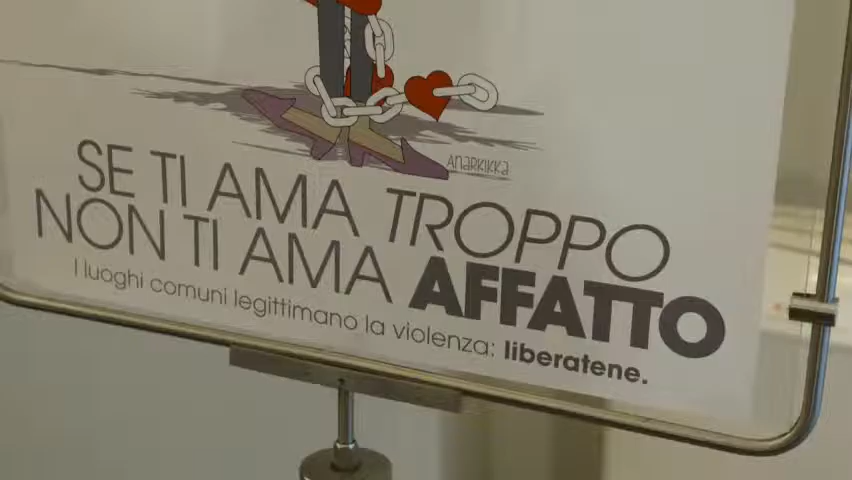 ANARKIKKA
SE TI AMA TROPPO
NON TI AMA AFFATTO
I luoghi comuni legittimano la violenza: liberatene.